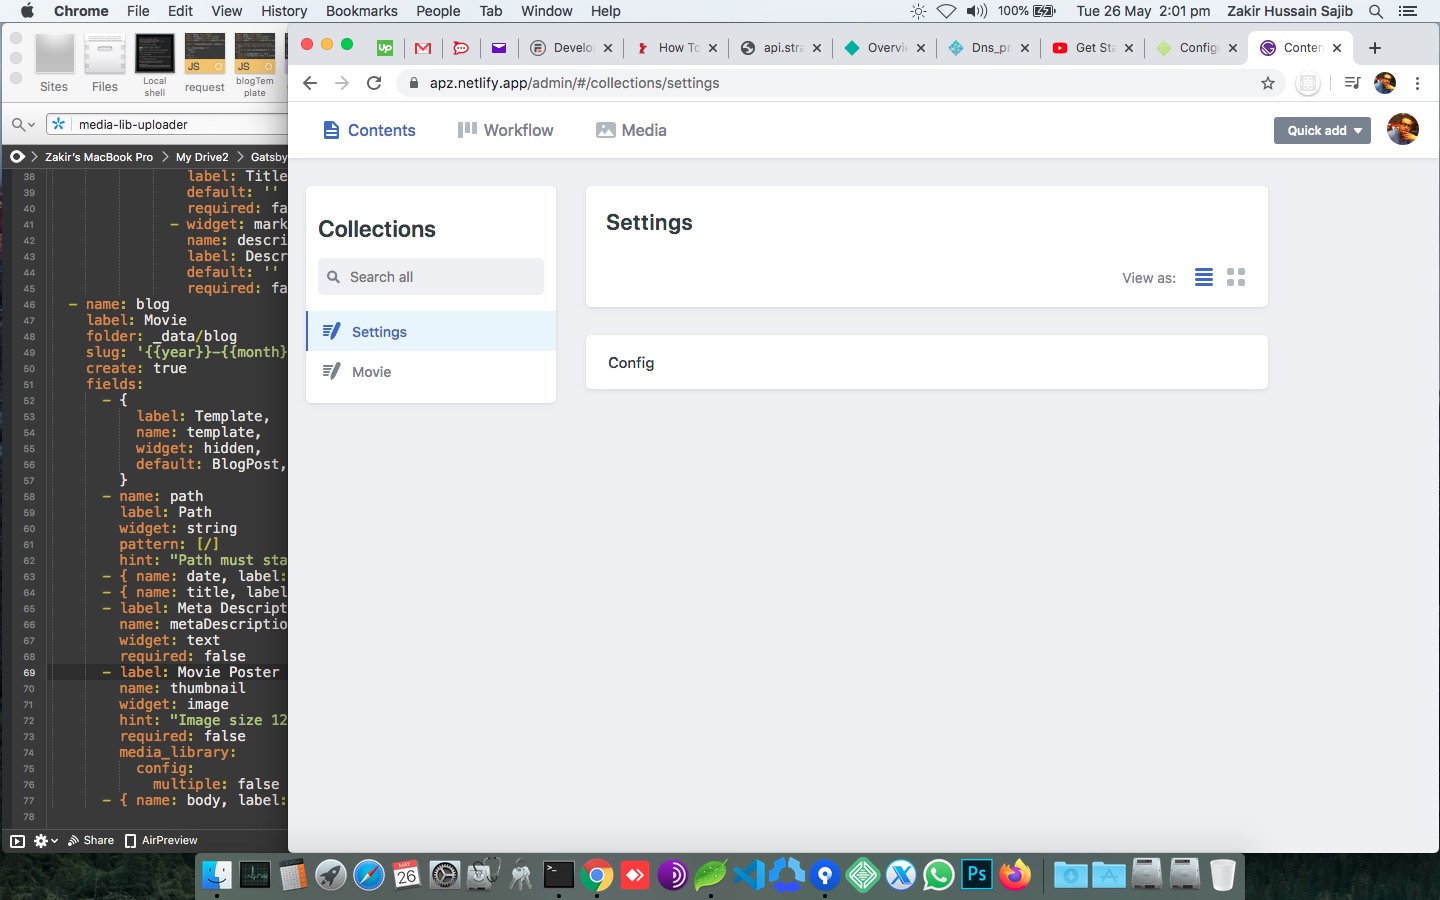 Chrome File Edit View History Bookmarks People Tab Window Help 100% Tue 26 May 2:01 pm Zakir Hussain Sajib
Sites Files Local shell request blogTemplate
JS JS
Up Develo How To api.stra Overvi Dns_pr Get Sta Config Conten
apz.netlify.app/admin/#/collections/settings
media-lib-uploader
Zakir's MacBook Pro My Drive2 Gatsby
Contents Workflow Media Quick add
38 label: Title
39 default: ''
40 required: fa
41 - widget: mark
42 name: descri
43 label: Descr
44 default: ''
45 required: fa
46 - name: blog
47 label: Movie
48 folder: _data/blog
49 slug: '{{year}}-{{month}
50 create: true
51 fields:
52 - {
53 label: Template,
54 name: template,
55 widget: hidden,
56 default: BlogPost,
57 }
58 - name: path
59 label: Path
60 widget: string
61 pattern: [/]
62 hint: "Path must sta
63 - { name: date, label:
64 - { name: title, label
65 - label: Meta Descript
66 name: metaDescriptio
67 widget: text
68 required: false
69 - label: Movie Poster
70 name: thumbnail
71 widget: image
72 hint: "Image size 12
73 required: false
74 media_library:
75 config:
76 multiple: false
77 - { name: body, label:
78
Share AirPreview
Collections
Search all
Settings
Movie
Settings
View as:
Config
MAY
26
Ps